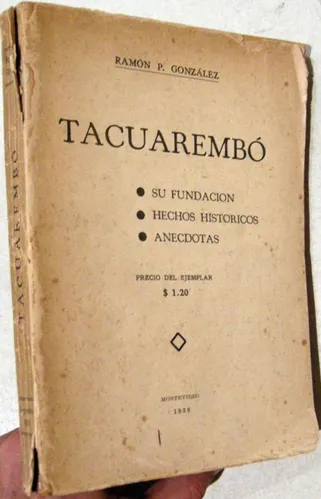 RAMÓN P. GONZÁLEZ
TACUAREMBÓ
● SU FUNDACION
● HECHOS HISTORICOS
● ANECDOTAS
PRECIO DEL EJEMPLAR
$ 1.20
MONTEVIDEO
TACUAREMBÓ